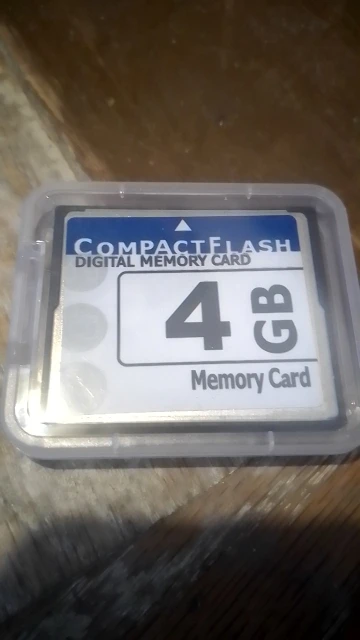 COMPACTFLASH
DIGITAL MEMORY CARD
4 GB
Memory Card